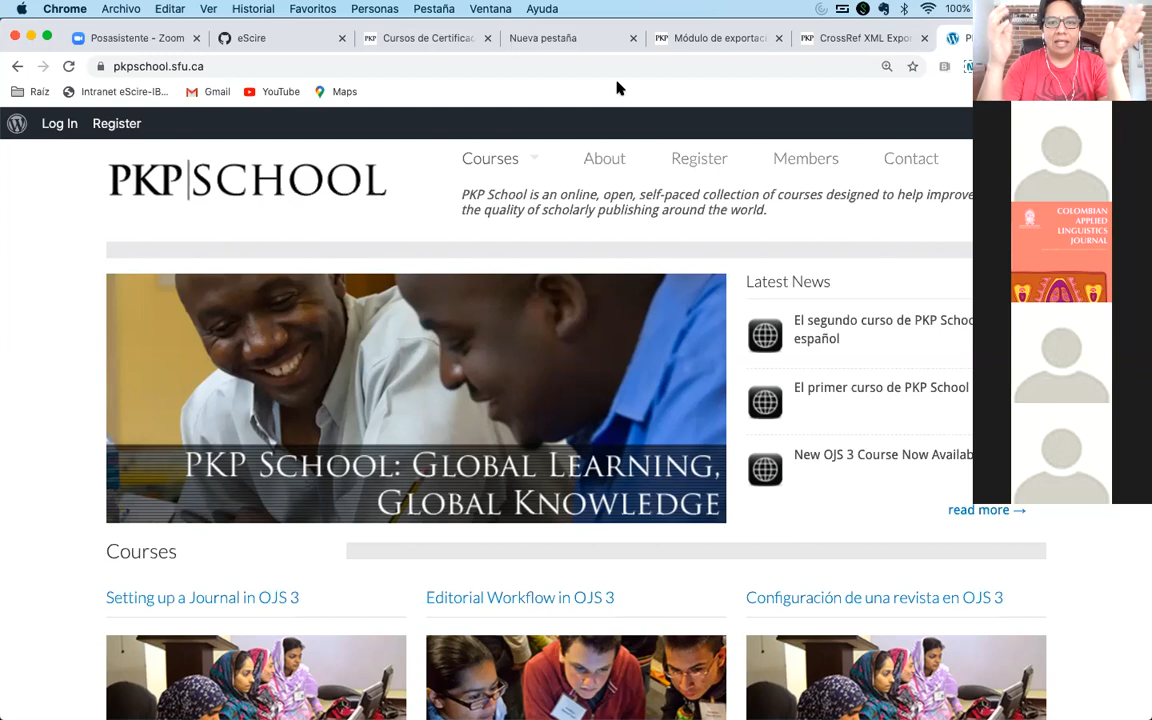 Chrome Archivo Editar Ver Historial Favoritos Personas Pestaña Ventana Ayuda 100%
Posasistente - Zoom eScire Cursos de Certifica Nueva pestaña Módulo de exportaci CrossRef XML Expor
pkpschool.sfu.ca
Raíz Intranet eScire-IB... Gmail YouTube Maps
Log In Register
PKP|SCHOOL
Courses About Register Members Contact
PKP School is an online, open, self-paced collection of courses designed to help improve
the quality of scholarly publishing around the world.
COLOMBIAN
APPLIED
LINGUISTICS
JOURNAL
Latest News
El segundo curso de PKP Schoo
español
El primer curso de PKP School
New OJS 3 Course Now Availab
read more →
PKP School: Global Learning,
Global Knowledge
Courses
Setting up a Journal in OJS 3 Editorial Workflow in OJS 3 Configuración de una revista en OJS 3